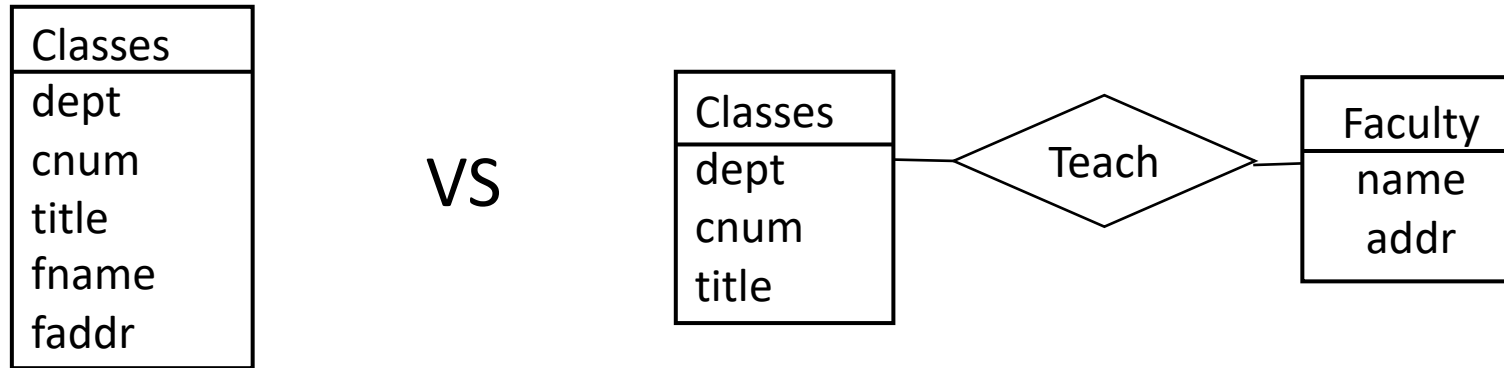 Classes
dept
cnum
title
fname
faddr
VS
Classes
dept
cnum
title
Teach
Faculty
name
addr